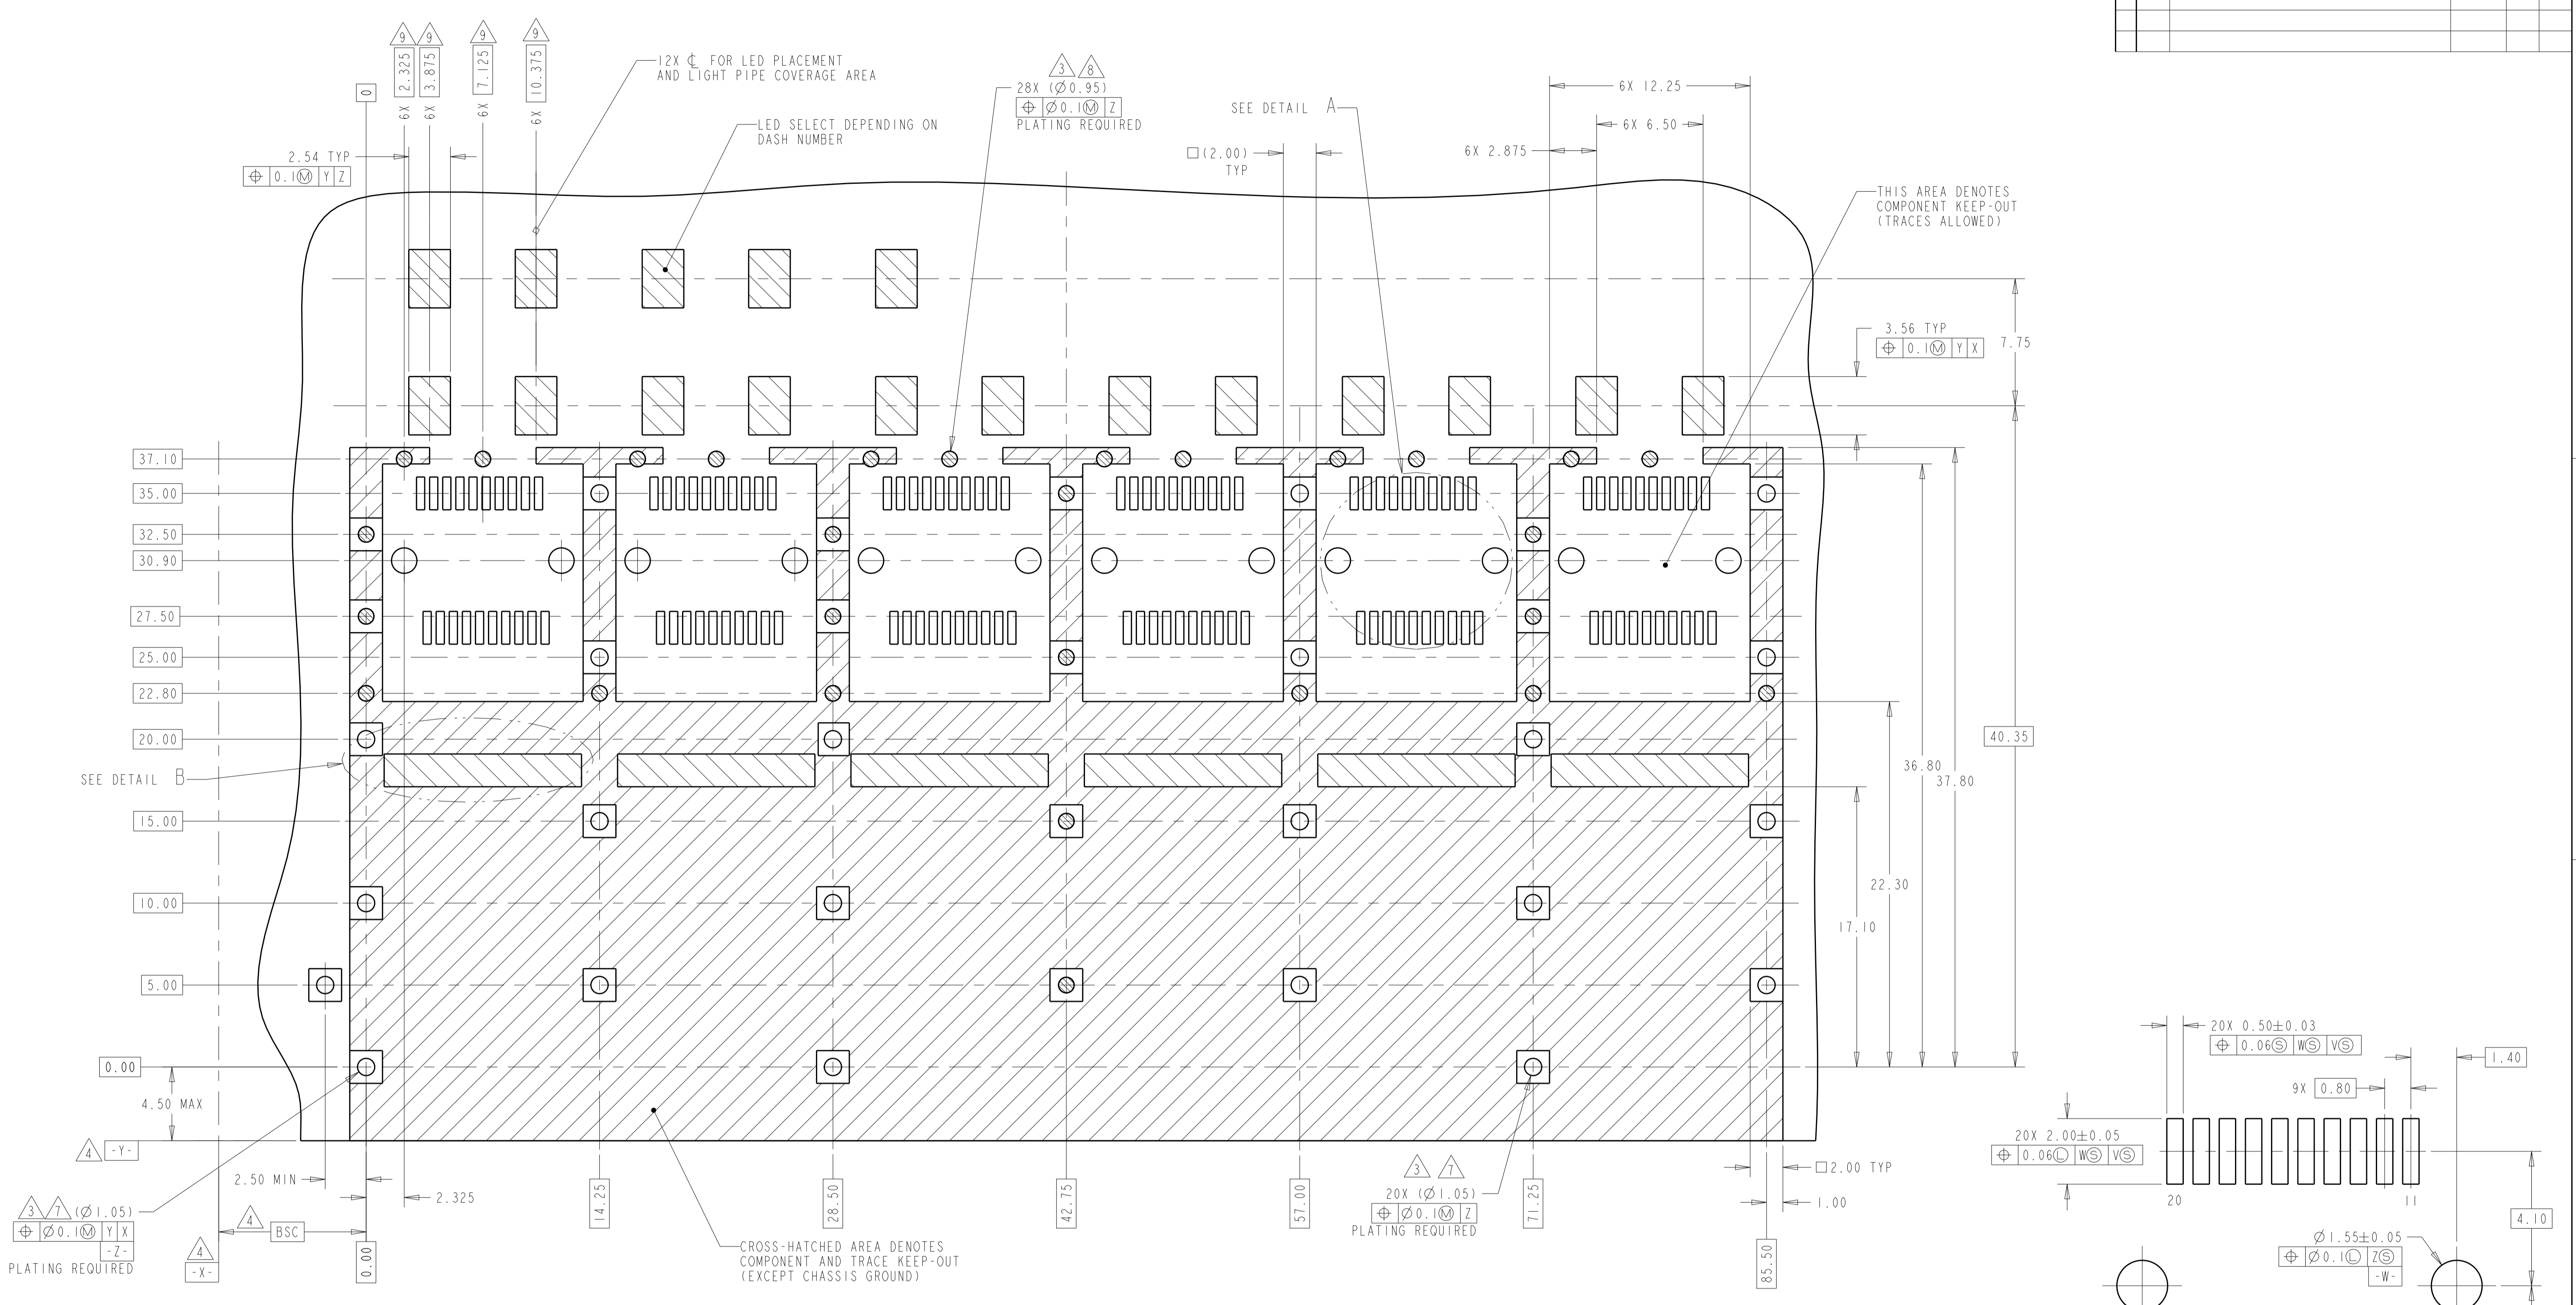 9
9
9
9
6X 2.325
6X 3.875
6X 7.125
6X 10.375
0
12X ℄ FOR LED PLACEMENT
AND LIGHT PIPE COVERAGE AREA
LED SELECT DEPENDING ON
DASH NUMBER
3 8
28X (Ø0.95)
⌖ Ø0.1Ⓜ Z
PLATING REQUIRED
SEE DETAIL A
□(2.00)
TYP
6X 12.25
6X 6.50
6X 2.875
THIS AREA DENOTES
COMPONENT KEEP-OUT
(TRACES ALLOWED)
2.54 TYP
⌖ 0.1Ⓜ Y Z
3.56 TYP
⌖ 0.1Ⓜ Y X
7.75
37.10
35.00
32.50
30.90
27.50
25.00
22.80
20.00
SEE DETAIL B
15.00
10.00
5.00
0.00
4.50 MAX
4 -Y-
40.35
36.80
37.80
22.30
17.10
2.50 MIN
2.325
3 7 (Ø1.05)
⌖ Ø0.1Ⓜ Y X
-Z-
PLATING REQUIRED
4
BSC
4
-X-
0.00
14.25
28.50
42.75
57.00
71.25
85.50
CROSS-HATCHED AREA DENOTES
COMPONENT AND TRACE KEEP-OUT
(EXCEPT CHASSIS GROUND)
3 7
20X (Ø1.05)
⌖ Ø0.1Ⓜ Z
PLATING REQUIRED
□2.00 TYP
1.00
20X 0.50±0.03
⌖ 0.06Ⓢ WⓈ VⓈ
1.40
9X 0.80
20X 2.00±0.05
⌖ 0.06Ⓛ WⓈ VⓈ
20
11
4.10
Ø1.55±0.05
⌖ Ø0.1Ⓛ ZⓈ
-W-